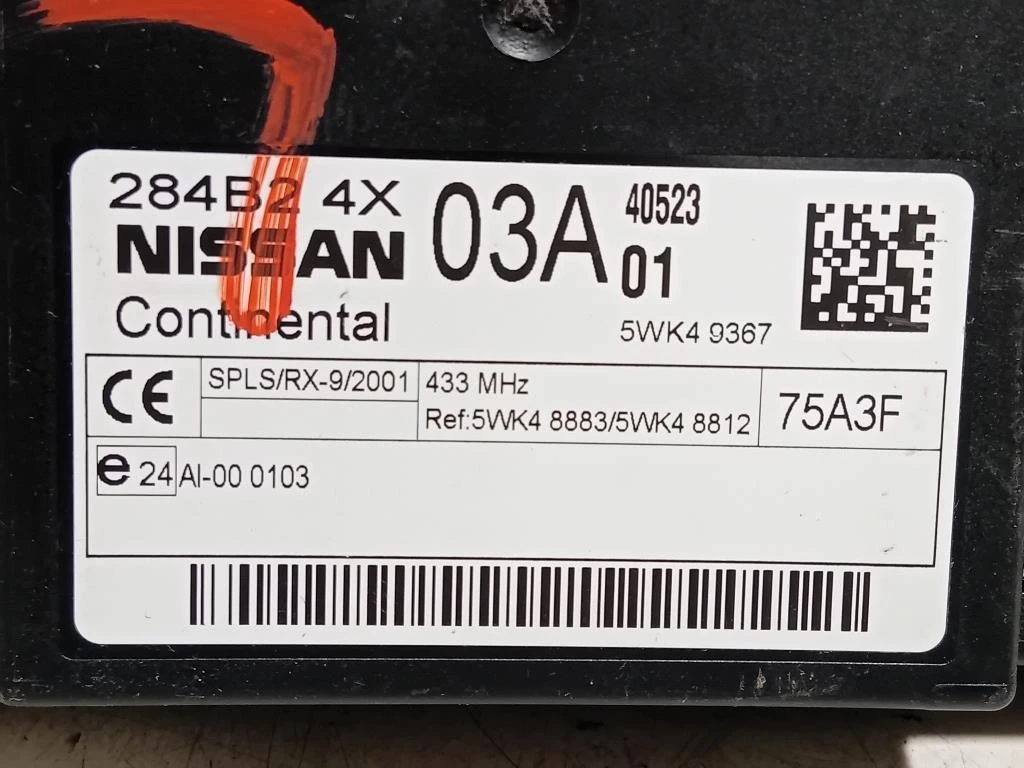 284B2 4X 03A 40523
NISSAN 01
Continental 5WK4 9367
CE SPLS/RX-9/2001 433 MHz
Ref:5WK4 8883/5WK4 8812 75A3F
e 24 AI-00 0103